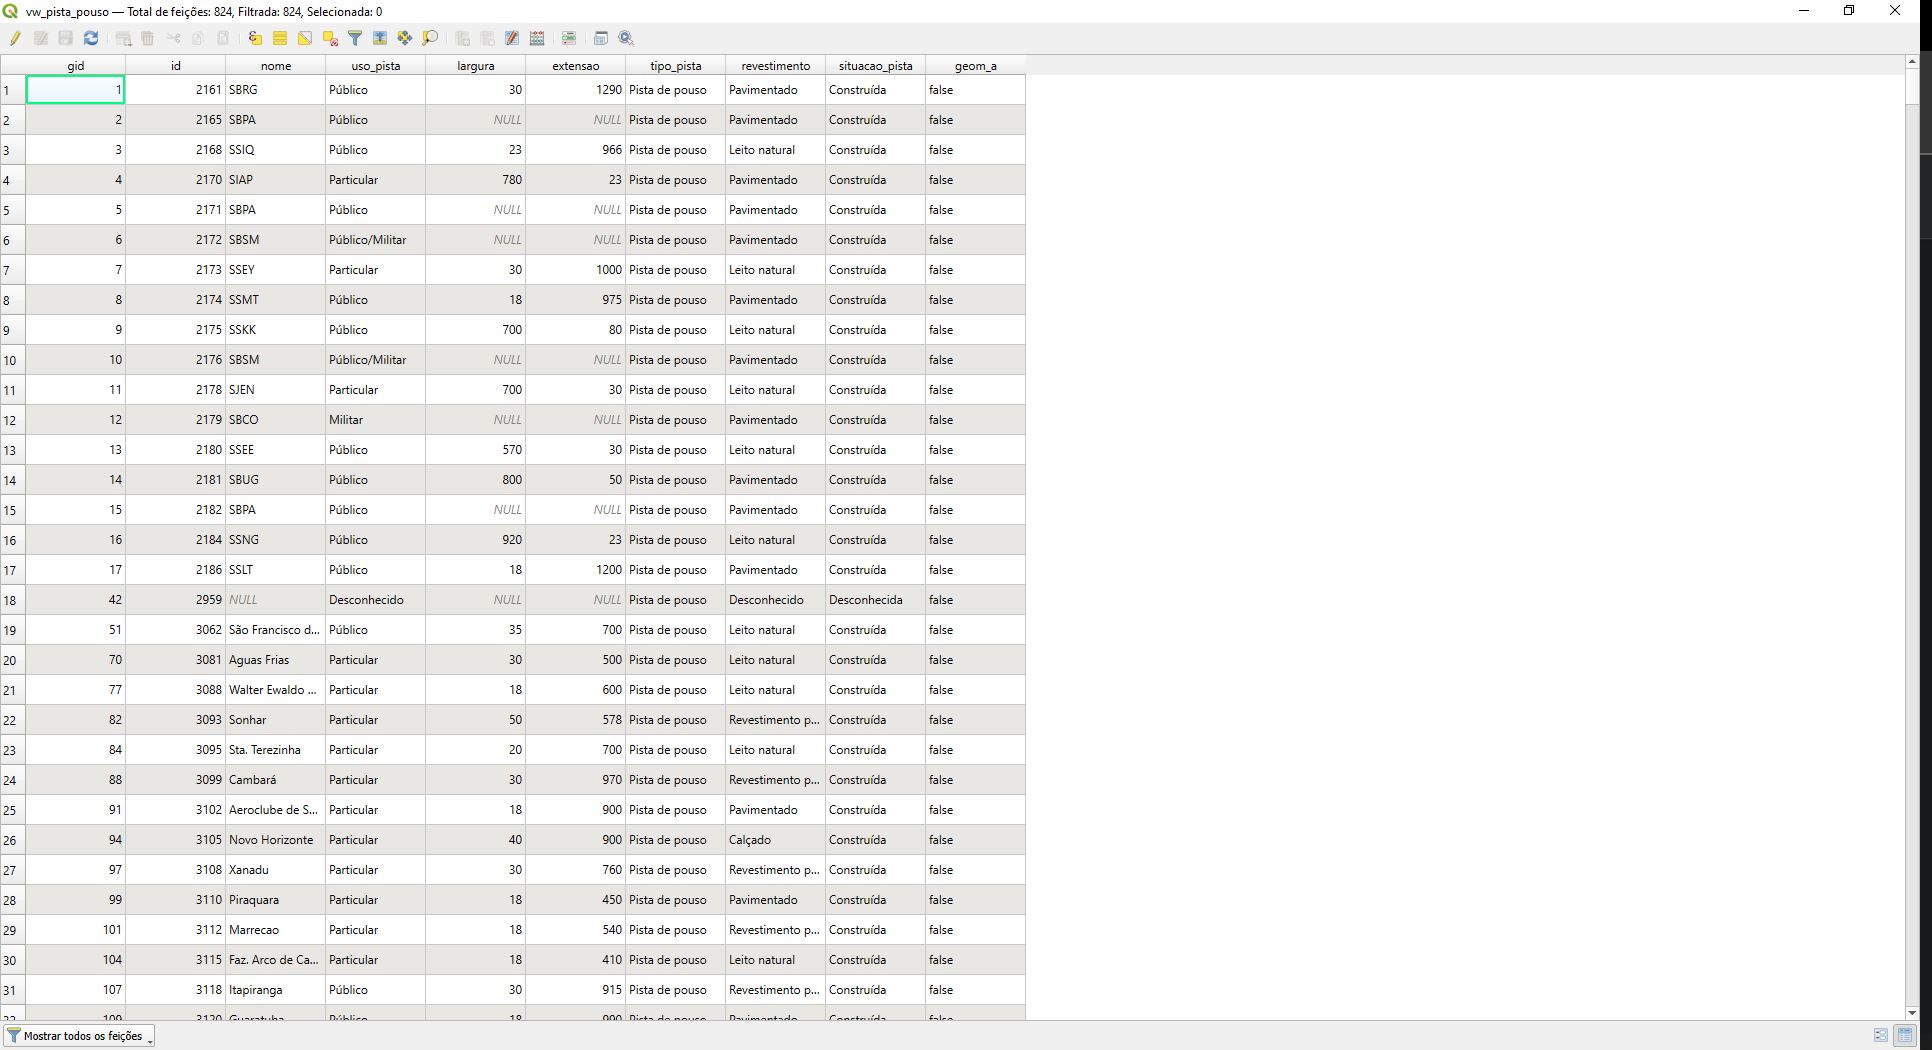 vw_pista_pouso — Total de feições: 824, Filtrada: 824, Selecionada: 0
gid id nome uso_pista largura extensao tipo_pista revestimento situacao_pista geom_a
1 1 2161 SBRG Público 30 1290 Pista de pouso Pavimentado Construída false
2 2 2165 SBPA Público NULL NULL Pista de pouso Pavimentado Construída false
3 3 2168 SSIQ Público 23 966 Pista de pouso Leito natural Construída false
4 4 2170 SIAP Particular 780 23 Pista de pouso Pavimentado Construída false
5 5 2171 SBPA Público NULL NULL Pista de pouso Pavimentado Construída false
6 6 2172 SBSM Público/Militar NULL NULL Pista de pouso Pavimentado Construída false
7 7 2173 SSEY Particular 30 1000 Pista de pouso Leito natural Construída false
8 8 2174 SSMT Público 18 975 Pista de pouso Pavimentado Construída false
9 9 2175 SSKK Público 700 80 Pista de pouso Leito natural Construída false
10 10 2176 SBSM Público/Militar NULL NULL Pista de pouso Pavimentado Construída false
11 11 2178 SJEN Particular 700 30 Pista de pouso Leito natural Construída false
12 12 2179 SBCO Militar NULL NULL Pista de pouso Pavimentado Construída false
13 13 2180 SSEE Público 570 30 Pista de pouso Leito natural Construída false
14 14 2181 SBUG Público 800 50 Pista de pouso Pavimentado Construída false
15 15 2182 SBPA Público NULL NULL Pista de pouso Pavimentado Construída false
16 16 2184 SSNG Público 920 23 Pista de pouso Leito natural Construída false
17 17 2186 SSLT Público 18 1200 Pista de pouso Pavimentado Construída false
18 42 2959 NULL Desconhecido NULL NULL Pista de pouso Desconhecido Desconhecida false
19 51 3062 São Francisco d... Público 35 700 Pista de pouso Leito natural Construída false
20 70 3081 Aguas Frias Particular 30 500 Pista de pouso Leito natural Construída false
21 77 3088 Walter Ewaldo ... Particular 18 600 Pista de pouso Leito natural Construída false
22 82 3093 Sonhar Particular 50 578 Pista de pouso Revestimento p... Construída false
23 84 3095 Sta. Terezinha Particular 20 700 Pista de pouso Leito natural Construída false
24 88 3099 Cambará Particular 30 970 Pista de pouso Revestimento p... Construída false
25 91 3102 Aeroclube de S... Particular 18 900 Pista de pouso Pavimentado Construída false
26 94 3105 Novo Horizonte Particular 40 900 Pista de pouso Calçado Construída false
27 97 3108 Xanadu Particular 30 760 Pista de pouso Revestimento p... Construída false
28 99 3110 Piraquara Particular 18 450 Pista de pouso Pavimentado Construída false
29 101 3112 Marrecao Particular 18 540 Pista de pouso Revestimento p... Construída false
30 104 3115 Faz. Arco de Ca... Particular 18 410 Pista de pouso Leito natural Construída false
31 107 3118 Itapiranga Público 30 915 Pista de pouso Revestimento p... Construída false
32 109 3120 Guaratuba Público 18 990 Pista de pouso Pavimentado Construída false
Mostrar todos os feições